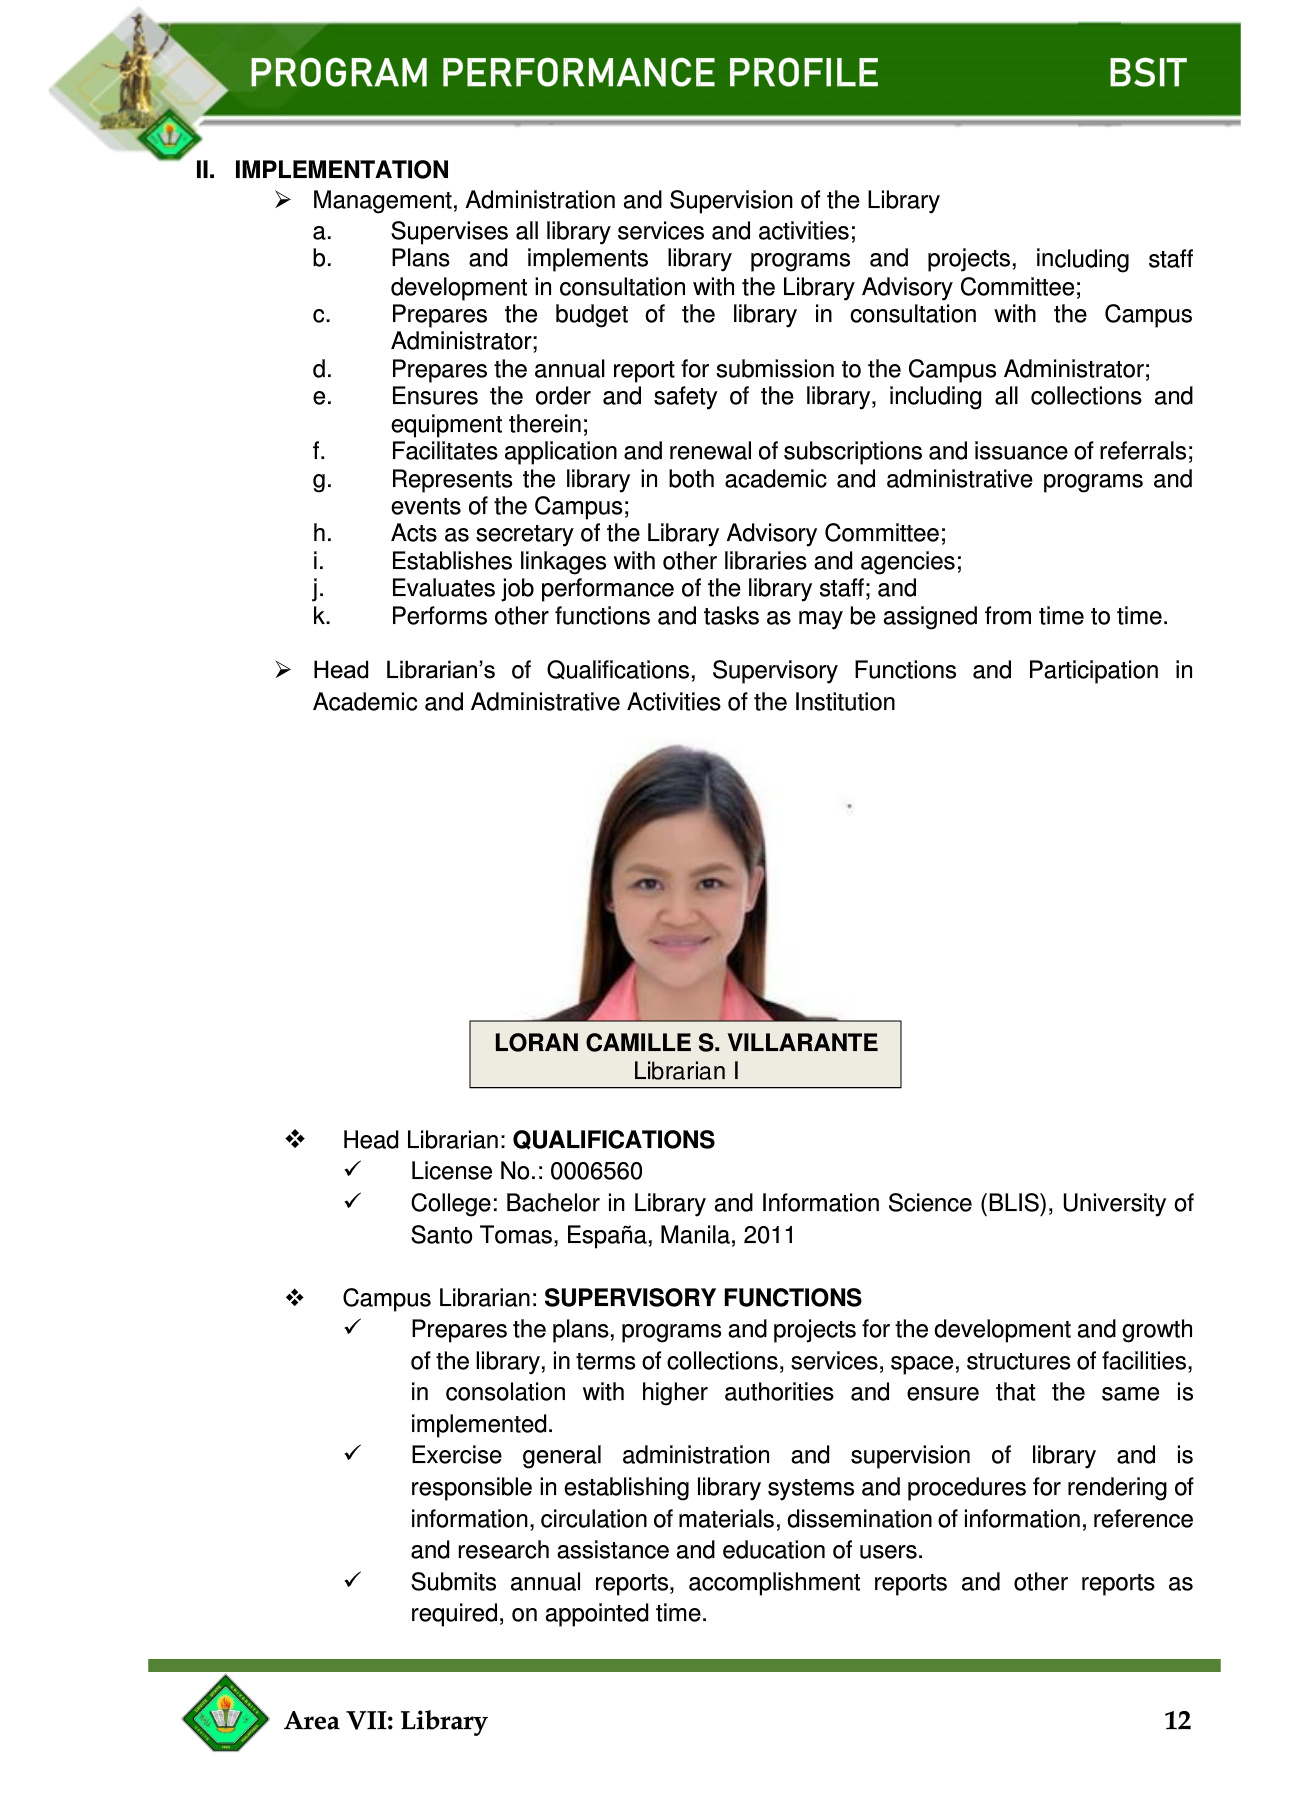 PROGRAM PERFORMANCE PROFILE BSIT
II. IMPLEMENTATION
➢ Management, Administration and Supervision of the Library
a. Supervises all library services and activities;
b. Plans and implements library programs and projects, including staff
development in consultation with the Library Advisory Committee;
c. Prepares the budget of the library in consultation with the Campus
Administrator;
d. Prepares the annual report for submission to the Campus Administrator;
e. Ensures the order and safety of the library, including all collections and
equipment therein;
f. Facilitates application and renewal of subscriptions and issuance of referrals;
g. Represents the library in both academic and administrative programs and
events of the Campus;
h. Acts as secretary of the Library Advisory Committee;
i. Establishes linkages with other libraries and agencies;
j. Evaluates job performance of the library staff; and
k. Performs other functions and tasks as may be assigned from time to time.
➢ Head Librarian’s of Qualifications, Supervisory Functions and Participation in
Academic and Administrative Activities of the Institution
LORAN CAMILLE S. VILLARANTE
Librarian I
❖ Head Librarian: QUALIFICATIONS
✓ License No.: 0006560
✓ College: Bachelor in Library and Information Science (BLIS), University of
Santo Tomas, España, Manila, 2011
❖ Campus Librarian: SUPERVISORY FUNCTIONS
✓ Prepares the plans, programs and projects for the development and growth
of the library, in terms of collections, services, space, structures of facilities,
in consolation with higher authorities and ensure that the same is
implemented.
✓ Exercise general administration and supervision of library and is
responsible in establishing library systems and procedures for rendering of
information, circulation of materials, dissemination of information, reference
and research assistance and education of users.
✓ Submits annual reports, accomplishment reports and other reports as
required, on appointed time.
Area VII: Library 12